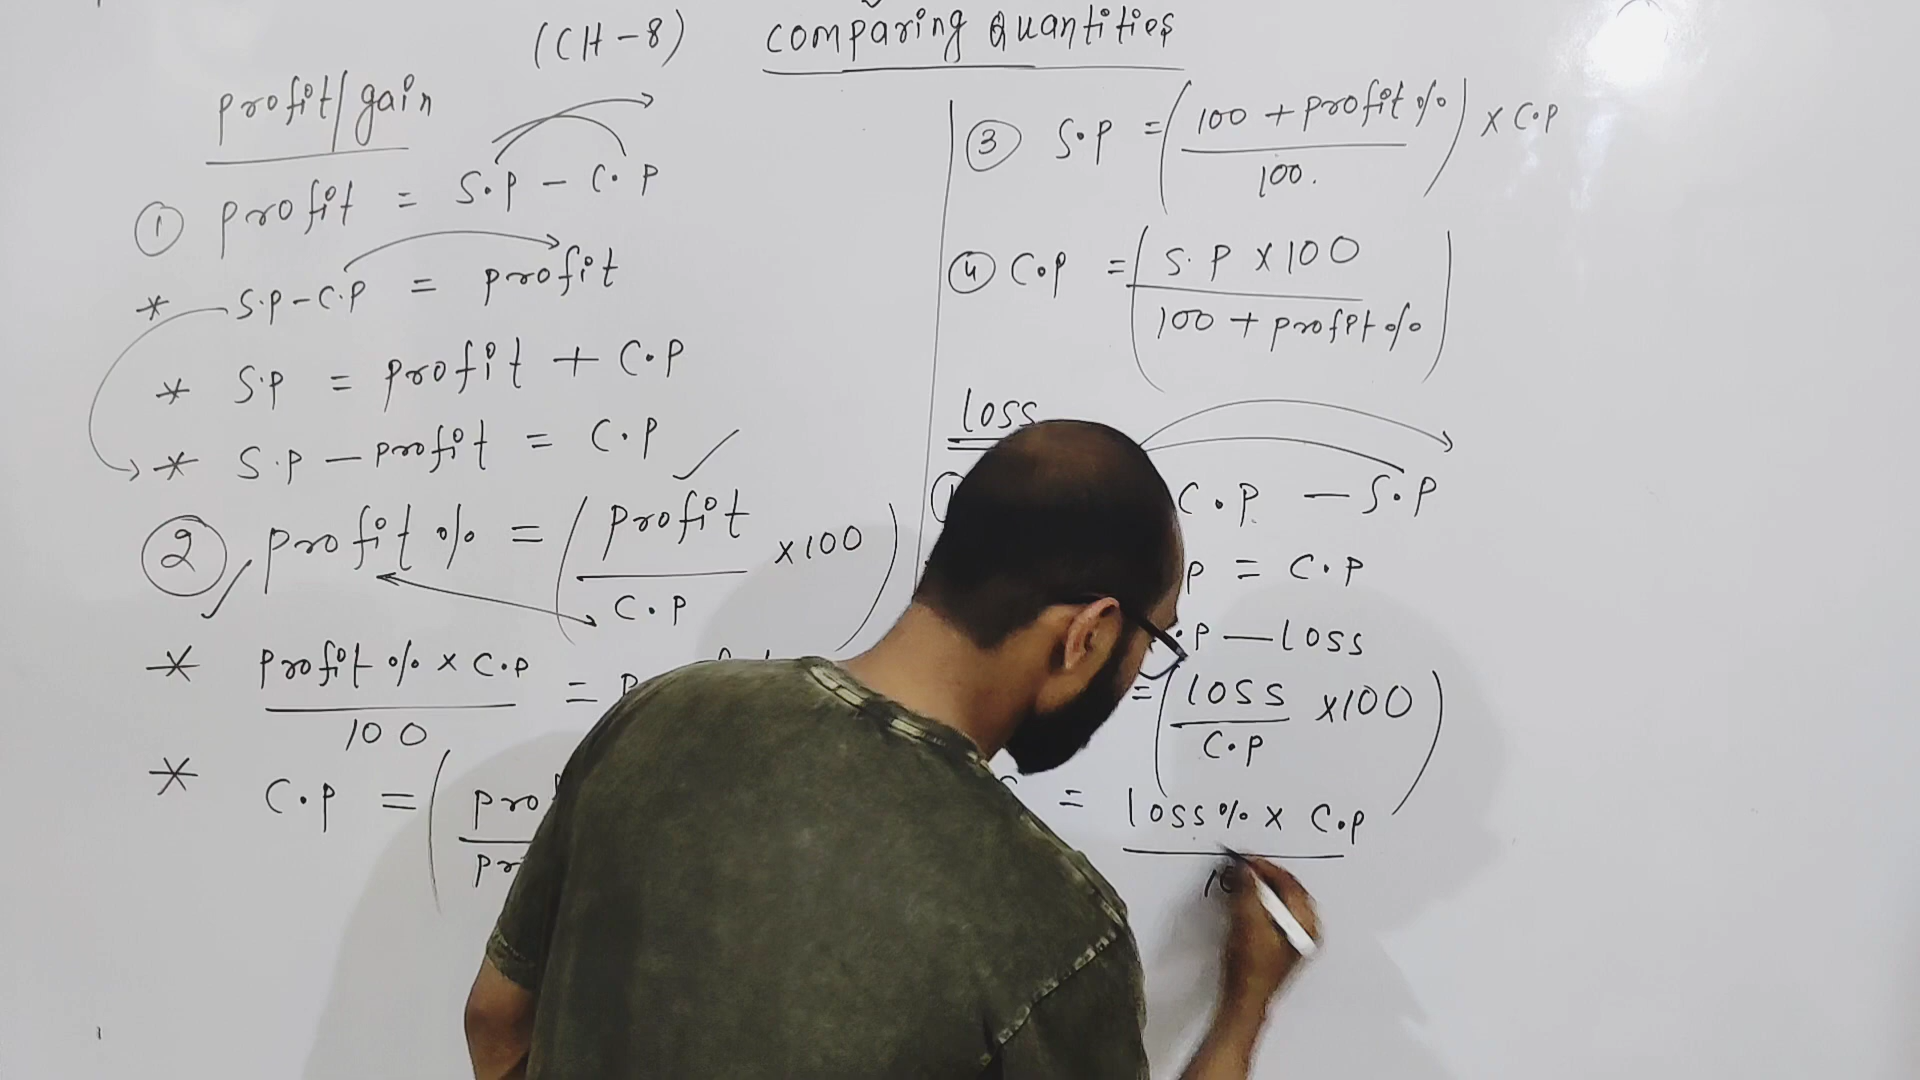 (CH-8) comparing Quantities
profit/gain
① profit = S.P - C.P
* S.P-C.P = profit
* S.P = profit + C.P
* S.P - profit = C.P
② profit % = (profit / C.P × 100)
* profit % × C.P / 100 =
* C.P = (
③ S.P = (100 + profit % / 100.) × C.P
④ C.P = (S.P × 100 / 100 + profit %)
Loss
C.P - S.P
P = C.P
.P - Loss
= (Loss / C.P × 100)
= Loss % × C.P